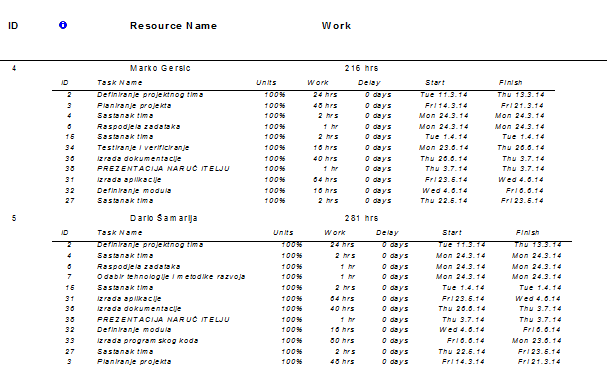 ID Resource Name Work
4 Marko Gersic 216 hrs
ID Task Name Units Work Delay Start Finish
2 Definiranje projektnog tima 100% 24 hrs 0 days Tue 11.3.14 Thu 13.3.14
3 Planiranje projekta 100% 48 hrs 0 days Fri 14.3.14 Fri 21.3.14
4 Sastanak tima 100% 2 hrs 0 days Mon 24.3.14 Mon 24.3.14
6 Raspodjela zadataka 100% 1 hr 0 days Mon 24.3.14 Mon 24.3.14
15 Sastanak tima 100% 2 hrs 0 days Tue 1.4.14 Tue 1.4.14
34 Testiranje i verificiranje 100% 16 hrs 0 days Mon 23.6.14 Thu 26.6.14
36 Izrada dokumentacije 100% 40 hrs 0 days Thu 26.6.14 Thu 3.7.14
38 PREZENTACIJA NARUČITELJU 100% 1 hr 0 days Thu 3.7.14 Thu 3.7.14
31 Izrada aplikacije 100% 64 hrs 0 days Fri 23.5.14 Wed 4.6.14
32 Definiranje modula 100% 16 hrs 0 days Wed 4.6.14 Fri 6.6.14
27 Sastanak tima 100% 2 hrs 0 days Thu 22.5.14 Fri 23.5.14
5 Dario Šamarija 281 hrs
ID Task Name Units Work Delay Start Finish
2 Definiranje projektnog tima 100% 24 hrs 0 days Tue 11.3.14 Thu 13.3.14
4 Sastanak tima 100% 2 hrs 0 days Mon 24.3.14 Mon 24.3.14
6 Raspodjela zadataka 100% 1 hr 0 days Mon 24.3.14 Mon 24.3.14
7 Odabir tehnologije i metodike razvoja 100% 1 hr 0 days Mon 24.3.14 Mon 24.3.14
15 Sastanak tima 100% 2 hrs 0 days Tue 1.4.14 Tue 1.4.14
31 Izrada aplikacije 100% 64 hrs 0 days Fri 23.5.14 Wed 4.6.14
36 Izrada dokumentacije 100% 40 hrs 0 days Thu 26.6.14 Thu 3.7.14
38 PREZENTACIJA NARUČITELJU 100% 1 hr 0 days Thu 3.7.14 Thu 3.7.14
32 Definiranje modula 100% 16 hrs 0 days Wed 4.6.14 Fri 6.6.14
33 Izrada programskog koda 100% 80 hrs 0 days Fri 6.6.14 Mon 23.6.14
27 Sastanak tima 100% 2 hrs 0 days Thu 22.5.14 Fri 23.5.14
3 Planiranje projekta 100% 48 hrs 0 days Fri 14.3.14 Fri 21.3.14